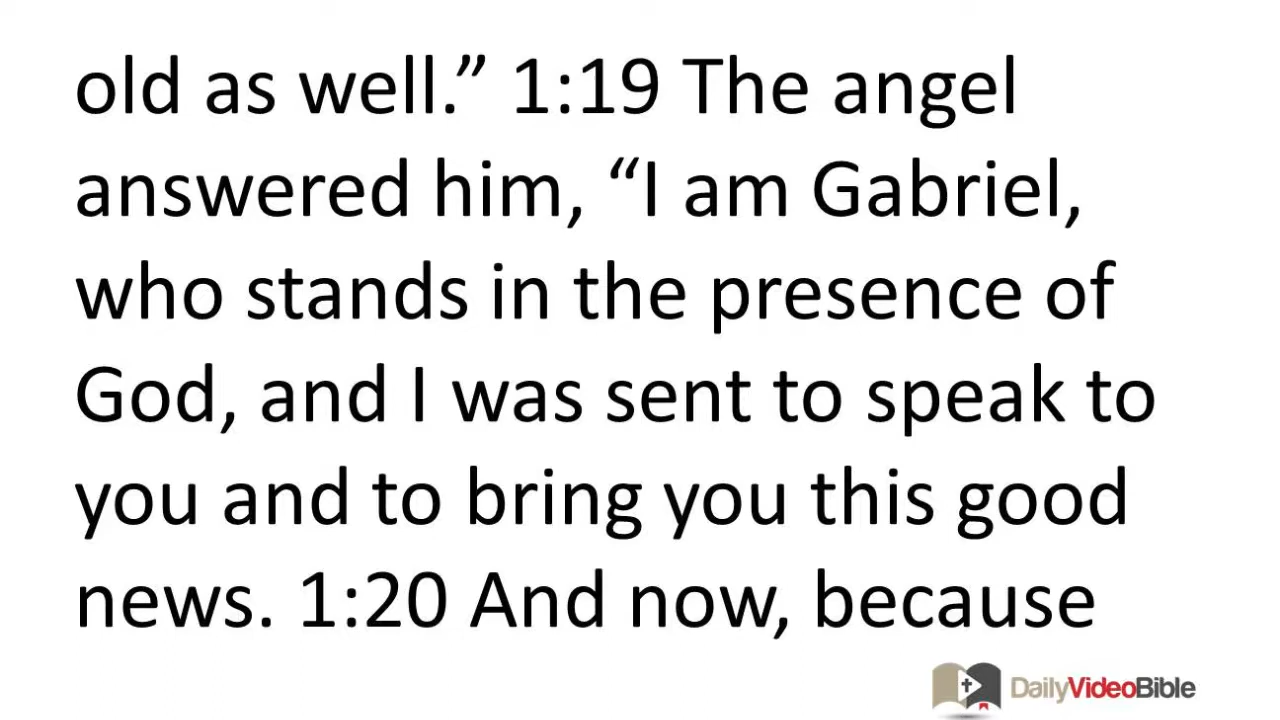 old as well.” 1:19 The angel
answered him, “I am Gabriel,
who stands in the presence of
God, and I was sent to speak to
you and to bring you this good
news. 1:20 And now, because
DailyVideoBible